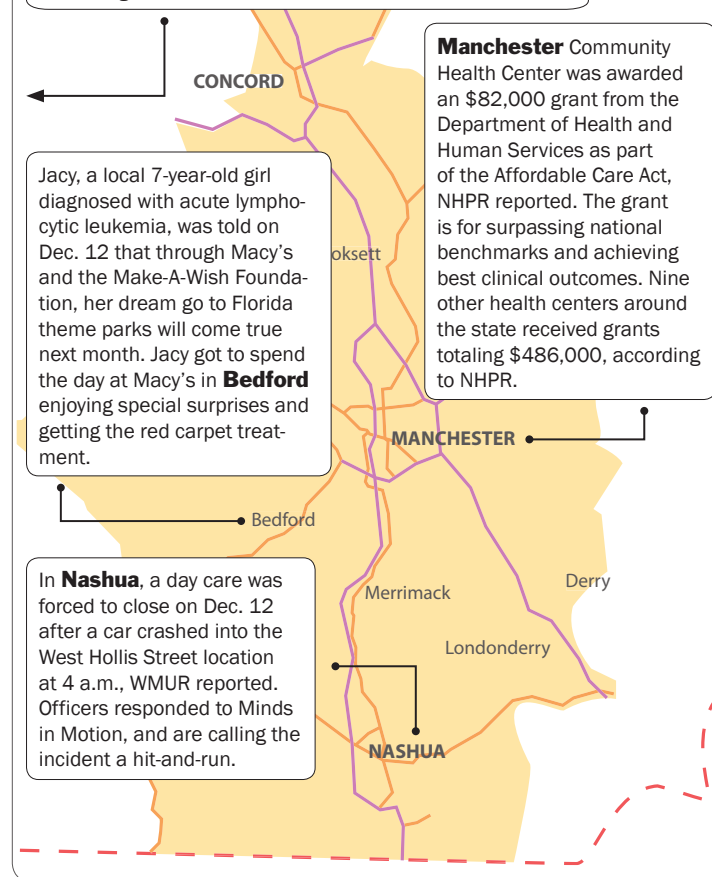 CONCORD
Manchester Community
Health Center was awarded
an $82,000 grant from the
Department of Health and
Human Services as part
of the Affordable Care Act,
NHPR reported. The grant
is for surpassing national
benchmarks and achieving
best clinical outcomes. Nine
other health centers around
the state received grants
totaling $486,000, according
to NHPR.
Jacy, a local 7-year-old girl
diagnosed with acute lympho-
cytic leukemia, was told on
Dec. 12 that through Macy's
and the Make-A-Wish Founda-
tion, her dream go to Florida
theme parks will come true
next month. Jacy got to spend
the day at Macy's in Bedford
enjoying special surprises and
getting the red carpet treat-
ment.
oksett
MANCHESTER
Bedford
In Nashua, a day care was
forced to close on Dec. 12
after a car crashed into the
West Hollis Street location
at 4 a.m., WMUR reported.
Officers responded to Minds
in Motion, and are calling the
incident a hit-and-run.
Merrimack
Derry
Londonderry
NASHUA